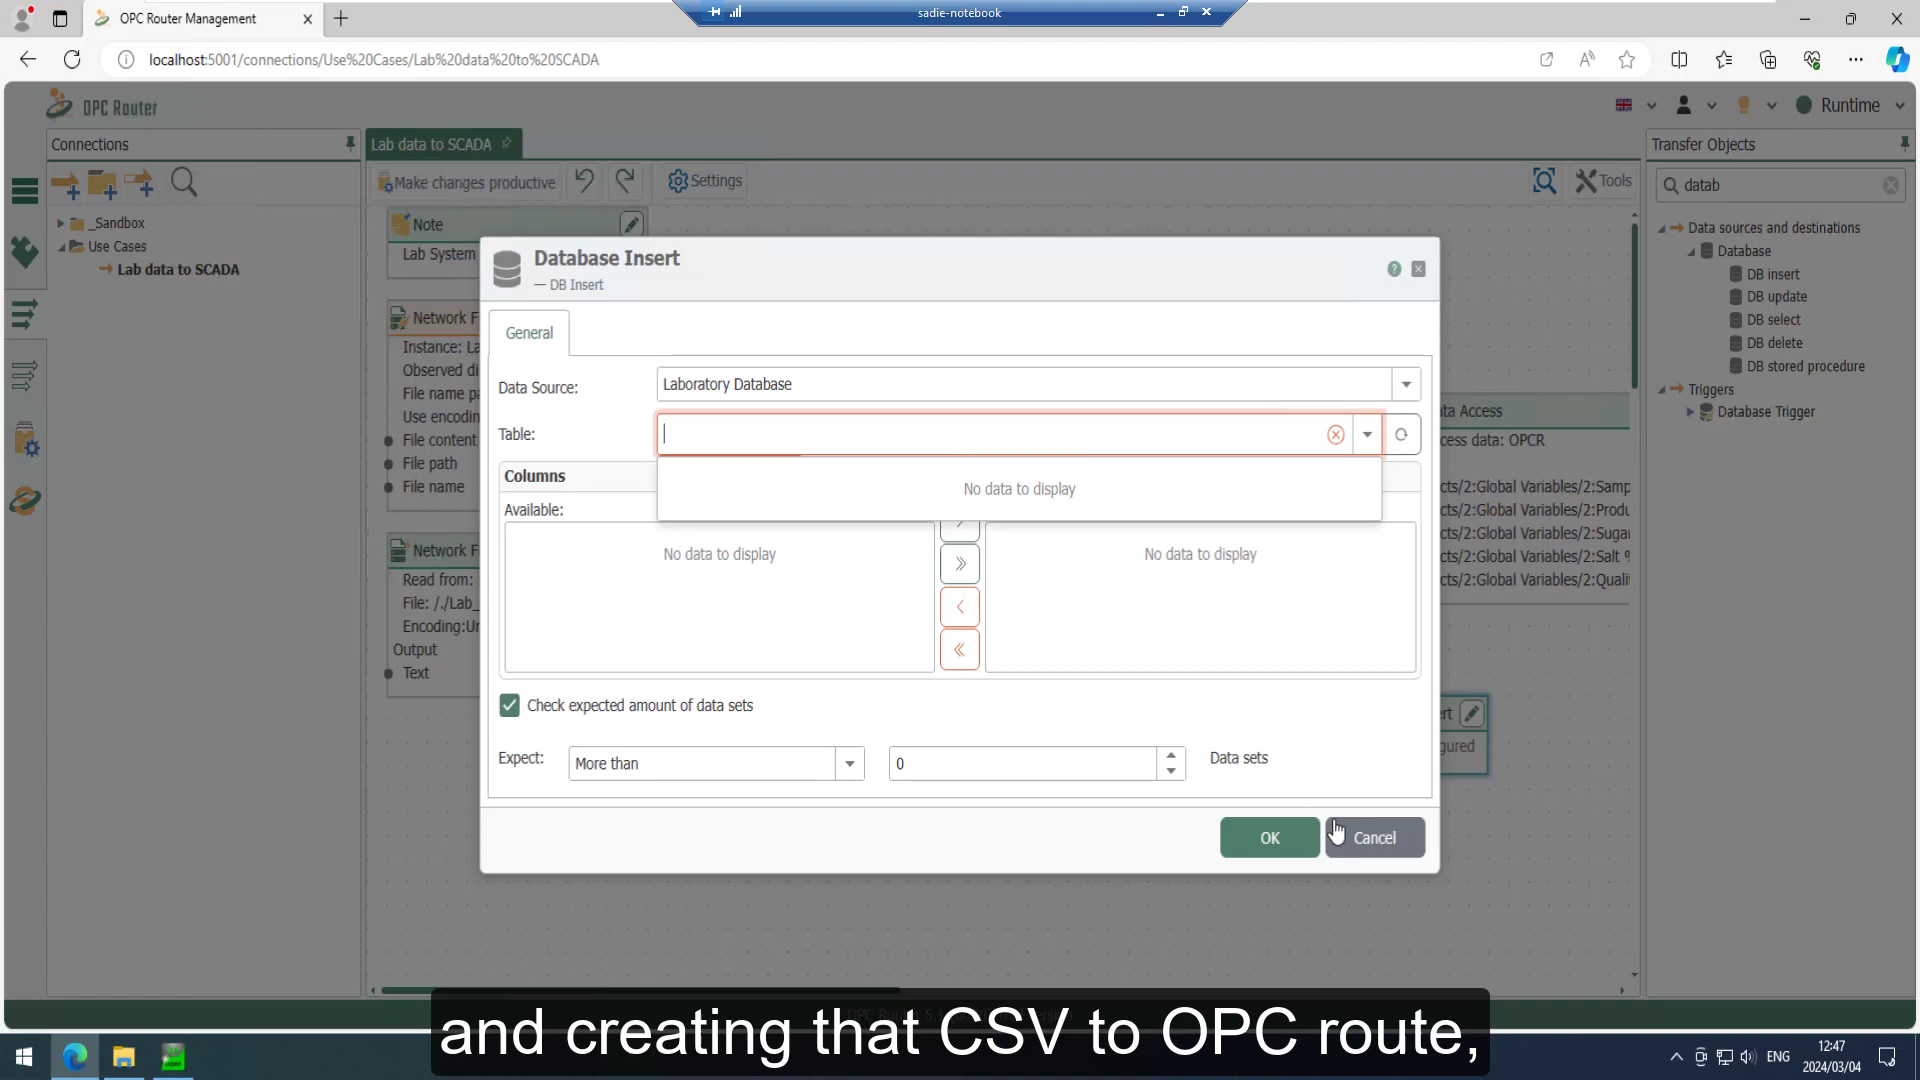 OPC Router Management
sadie-notebook
localhost:5001/connections/Use%20Cases/Lab%20data%20to%20SCADA
OPC Router
Runtime
Connections
Lab data to SCADA
Transfer Objects
Make changes productive
Settings
Tools
datab
_Sandbox
Use Cases
Lab data to SCADA
Note
Lab System
Network F
Instance: La
Observed di
File name pa
Use encodin
File content
File path
File name
Network F
Read from:
File: /./Lab_
Encoding:Un
Output
Text
Database Insert
— DB Insert
General
Data Source:
Laboratory Database
Table:
No data to display
Columns
Available:
No data to display
No data to display
Check expected amount of data sets
Expect:
More than
0
Data sets
OK
Cancel
ta Access
cess data: OPCR
cts/2:Global Variables/2:Samp
cts/2:Global Variables/2:Produ
cts/2:Global Variables/2:Sugar
cts/2:Global Variables/2:Salt %
cts/2:Global Variables/2:Quali
rt
gured
Data sources and destinations
Database
DB insert
DB update
DB select
DB delete
DB stored procedure
Triggers
Database Trigger
and creating that CSV to OPC route,
ENG
12:47
2024/03/04